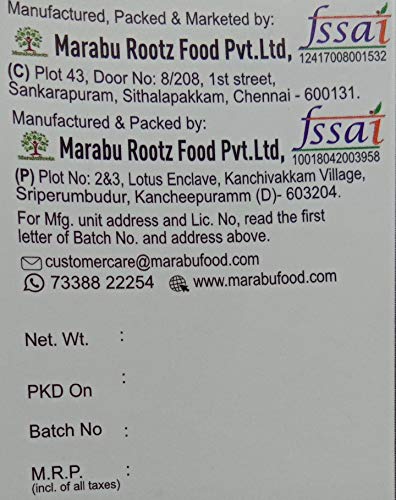 Manufactured, Packed & Marketed by:
MarabuRootz
Marabu Rootz Food Pvt.Ltd,
fssai
12417008001532
(C) Plot 43, Door No: 8/208, 1st street,
Sankarapuram, Sithalapakkam, Chennai - 600131.
Manufactured & Packed by:
MarabuRootz
Marabu Rootz Food Pvt.Ltd,
fssai
10018042003958
(P) Plot No: 2&3, Lotus Enclave, Kanchivakkam Village,
Sriperumbudur, Kancheepuramm (D)- 603204.
For Mfg. unit address and Lic. No, read the first
letter of Batch No. and address above.
customercare@marabufood.com
73388 22254 www.marabufood.com
Net. Wt. :
PKD On :
Batch No :
M.R.P. :
(incl. of all taxes)